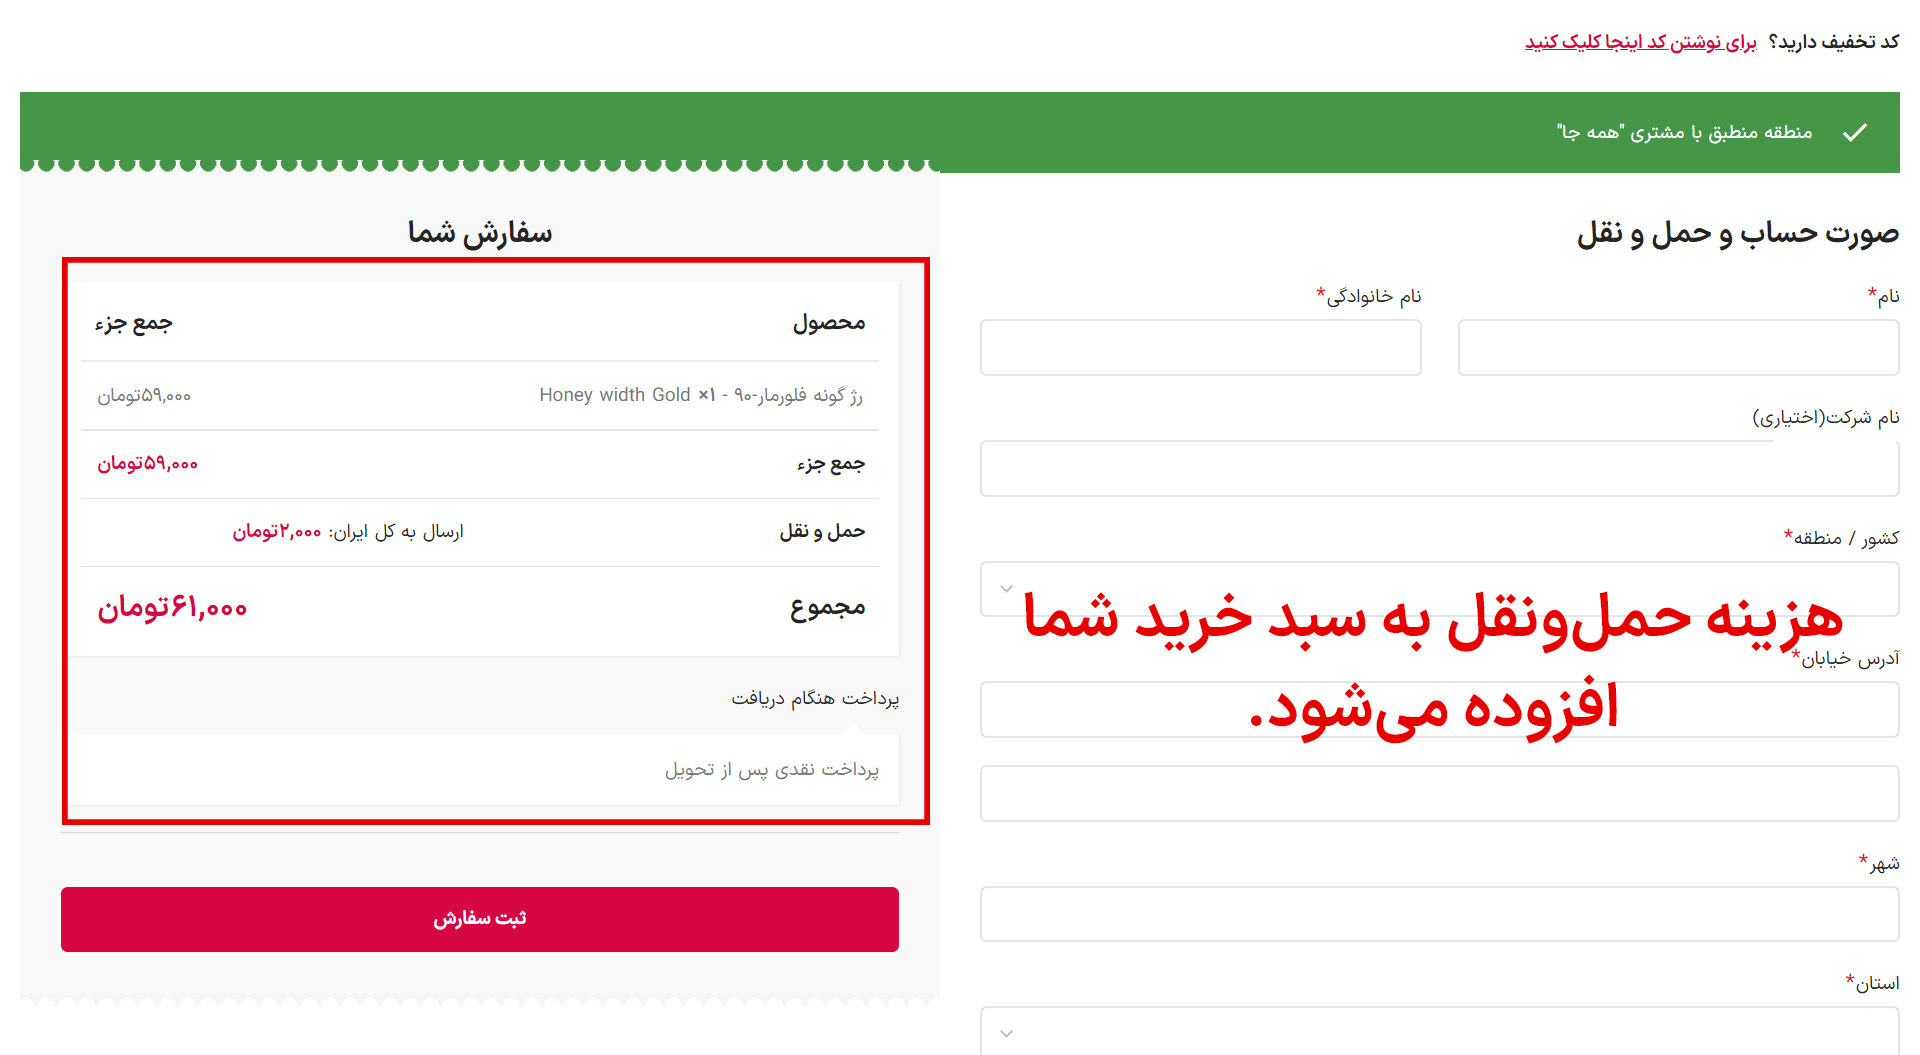 کد تخفیف دارید؟ برای نوشتن کد اینجا کلیک کنید
منطقه منطبق با مشتری "همه جا"
صورت حساب و حمل و نقل
نام*
نام خانوادگی*
نام شرکت(اختیاری)
کشور / منطقه*
هزینه حمل‌ونقل به سبد خرید شما
آدرس خیابان*
افزوده می‌شود.
شهر*
استان*
سفارش شما
محصول جمع جزء
رژ گونه فلورمار-۹۰ - Honey width Gold ×۱ ۵۹,۰۰۰تومان
جمع جزء ۵۹,۰۰۰تومان
حمل و نقل ارسال به کل ایران: ۲,۰۰۰تومان
مجموع ۶۱,۰۰۰تومان
پرداخت هنگام دریافت
پرداخت نقدی پس از تحویل
ثبت سفارش